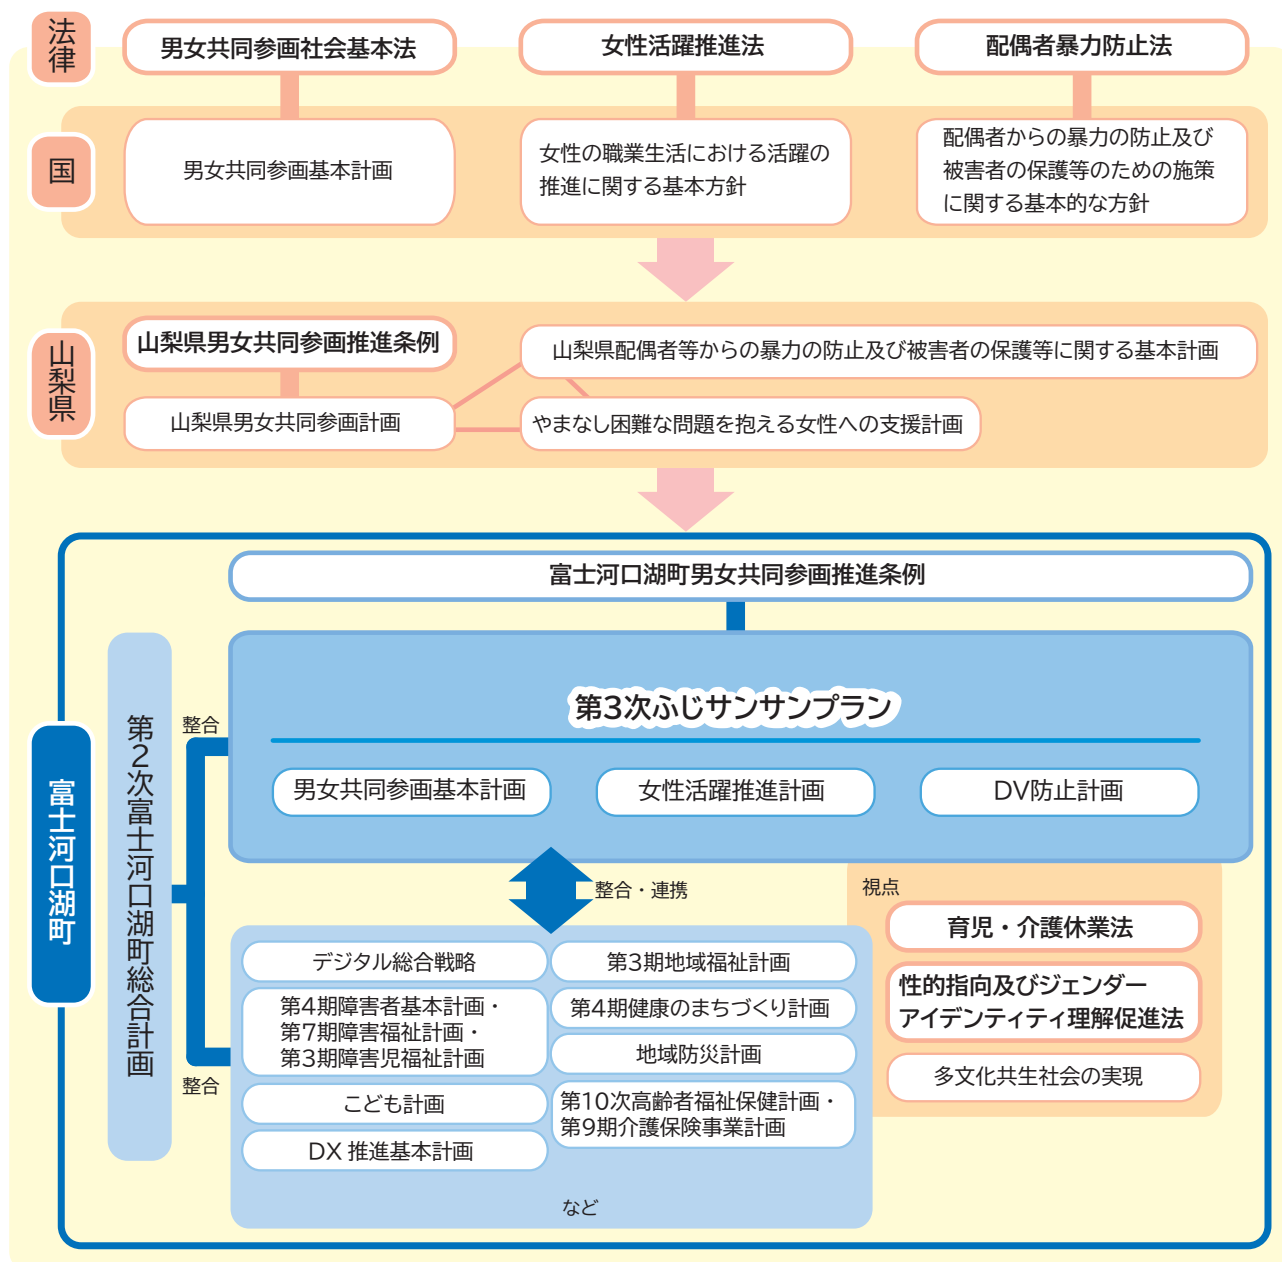 法律
男女共同参画社会基本法
女性活躍推進法
配偶者暴力防止法
国
男女共同参画基本計画
女性の職業生活における活躍の
推進に関する基本方針
配偶者からの暴力の防止及び
被害者の保護等のための施策
に関する基本的な方針
山梨県
山梨県男女共同参画推進条例
山梨県男女共同参画計画
山梨県配偶者等からの暴力の防止及び被害者の保護等に関する基本計画
やまなし困難な問題を抱える女性への支援計画
富士河口湖町
富士河口湖町男女共同参画推進条例
第2次富士河口湖町総合計画
整合
整合
第3次ふじサンサンプラン
男女共同参画基本計画
女性活躍推進計画
DV防止計画
整合・連携
デジタル総合戦略
第4期障害者基本計画・
第7期障害福祉計画・
第3期障害児福祉計画
こども計画
DX 推進基本計画
第3期地域福祉計画
第4期健康のまちづくり計画
地域防災計画
第10次高齢者福祉保健計画・
第9期介護保険事業計画
など
視点
育児・介護休業法
性的指向及びジェンダー
アイデンティティ理解促進法
多文化共生社会の実現